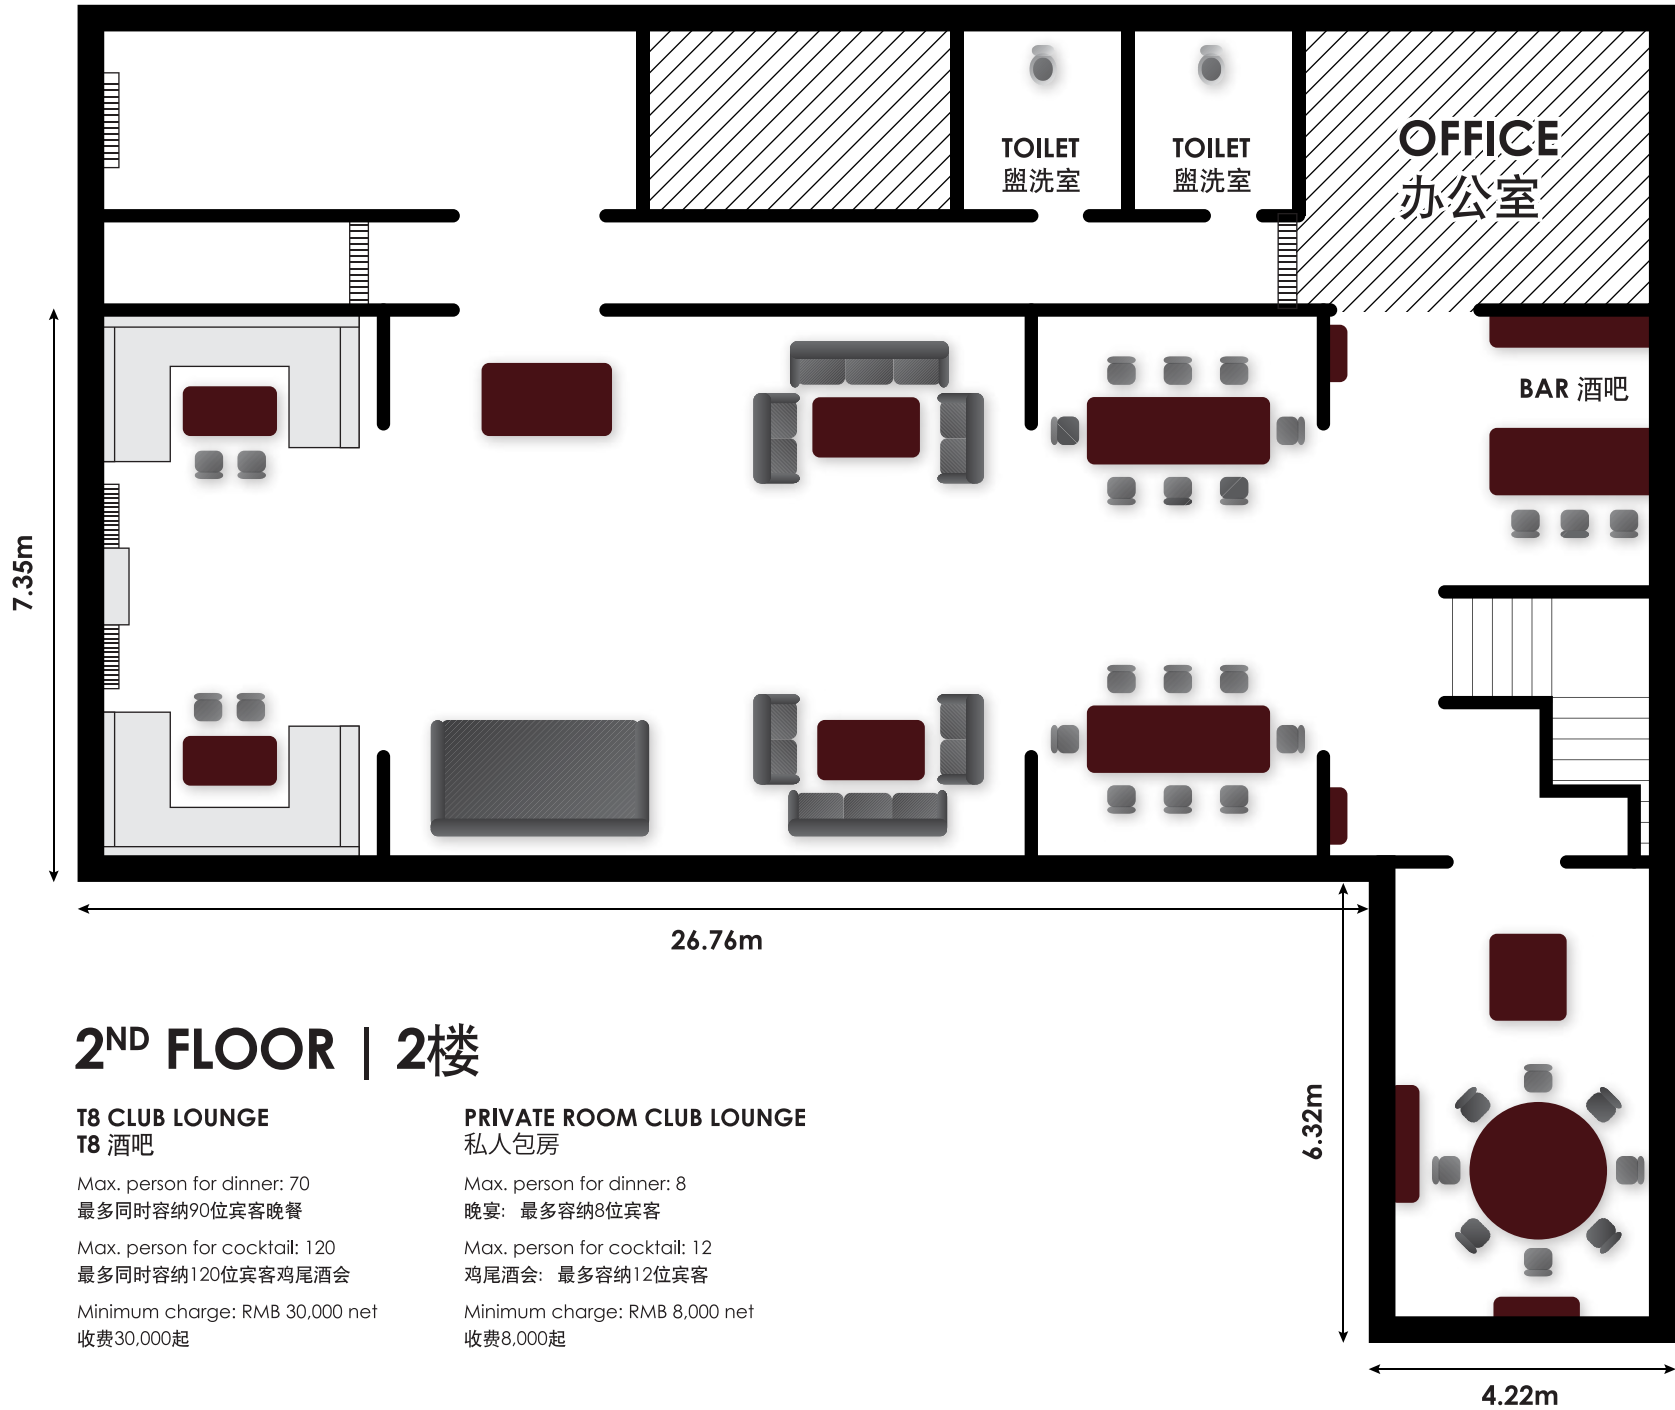 TOILET
盥洗室
TOILET
盥洗室
OFFICE
办公室
BAR 酒吧
7.35m
26.76m
6.32m
4.22m
2ND FLOOR | 2楼
T8 CLUB LOUNGE
T8 酒吧
Max. person for dinner: 70
最多同时容纳90位宾客晚餐
Max. person for cocktail: 120
最多同时容纳120位宾客鸡尾酒会
Minimum charge: RMB 30,000 net
收费30,000起
PRIVATE ROOM CLUB LOUNGE
私人包房
Max. person for dinner: 8
晚宴: 最多容纳8位宾客
Max. person for cocktail: 12
鸡尾酒会: 最多容纳12位宾客
Minimum charge: RMB 8,000 net
收费8,000起